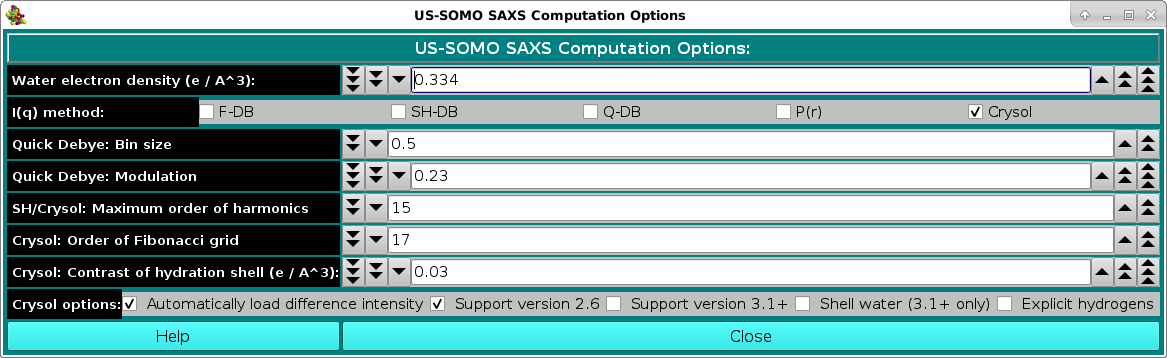 US-SOMO SAXS Computation Options
US-SOMO SAXS Computation Options:
Water electron density (e / A^3): 0.334
I(q) method: F-DB SH-DB Q-DB P(r) Crysol
Quick Debye: Bin size 0.5
Quick Debye: Modulation 0.23
SH/Crysol: Maximum order of harmonics 15
Crysol: Order of Fibonacci grid 17
Crysol: Contrast of hydration shell (e / A^3): 0.03
Crysol options: Automatically load difference intensity Support version 2.6 Support version 3.1+ Shell water (3.1+ only) Explicit hydrogens
Help Close